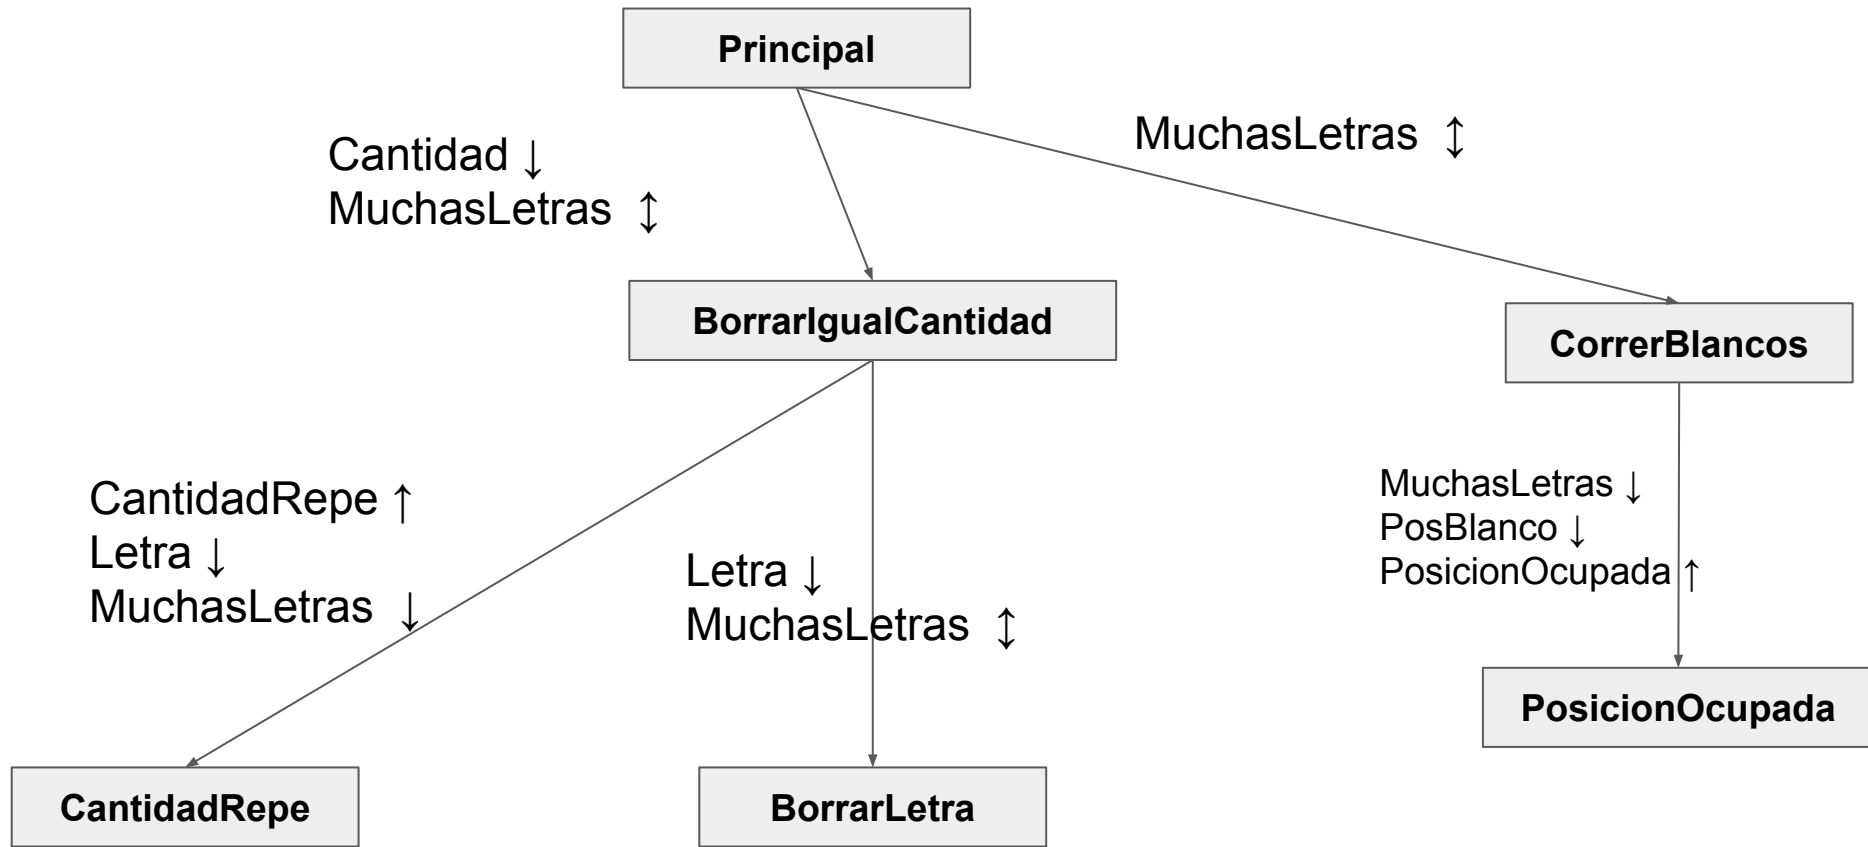 Principal
Cantidad ↓
MuchasLetras ↕
MuchasLetras ↕
BorrarIgualCantidad
CorrerBlancos
CantidadRepe ↑
Letra ↓
MuchasLetras ↓
Letra ↓
MuchasLetras ↕
MuchasLetras ↓
PosBlanco ↓
PosicionOcupada ↑
PosicionOcupada
CantidadRepe
BorrarLetra